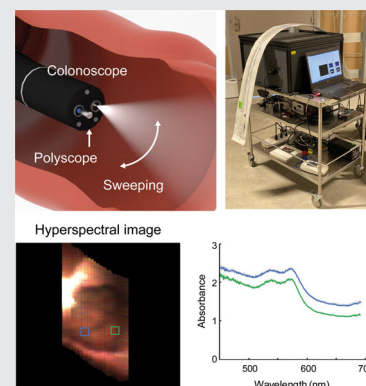 Colonoscope
Polyscope
Sweeping
Hyperspectral image
Absorbance
3
2
1
0
500
600
Wavelength (nm)